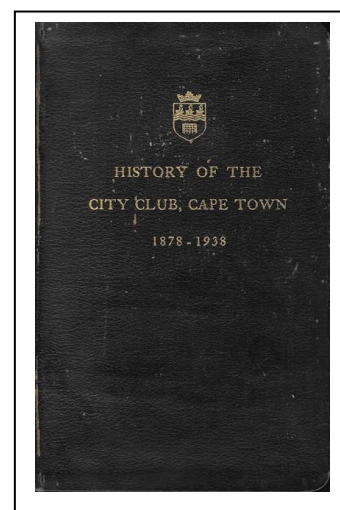 HISTORY OF THE
CITY CLUB, CAPE TOWN
1878 - 1938